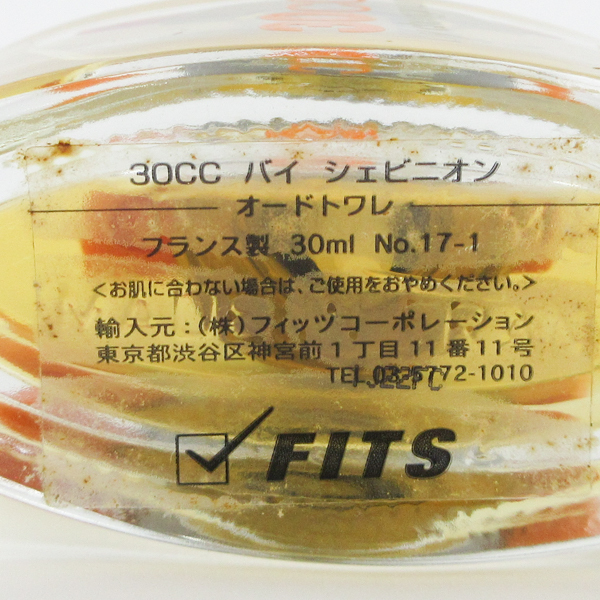 30CC バイ シェビニオン
オードトワレ
フランス製 30ml No.17-1
<お肌に合わない場合は、ご使用をおやめください。>
輸入元:(株)フィッツコーポレーション
東京都渋谷区神宮前1丁目11番11号
TEL 03-5772-1010
FITS